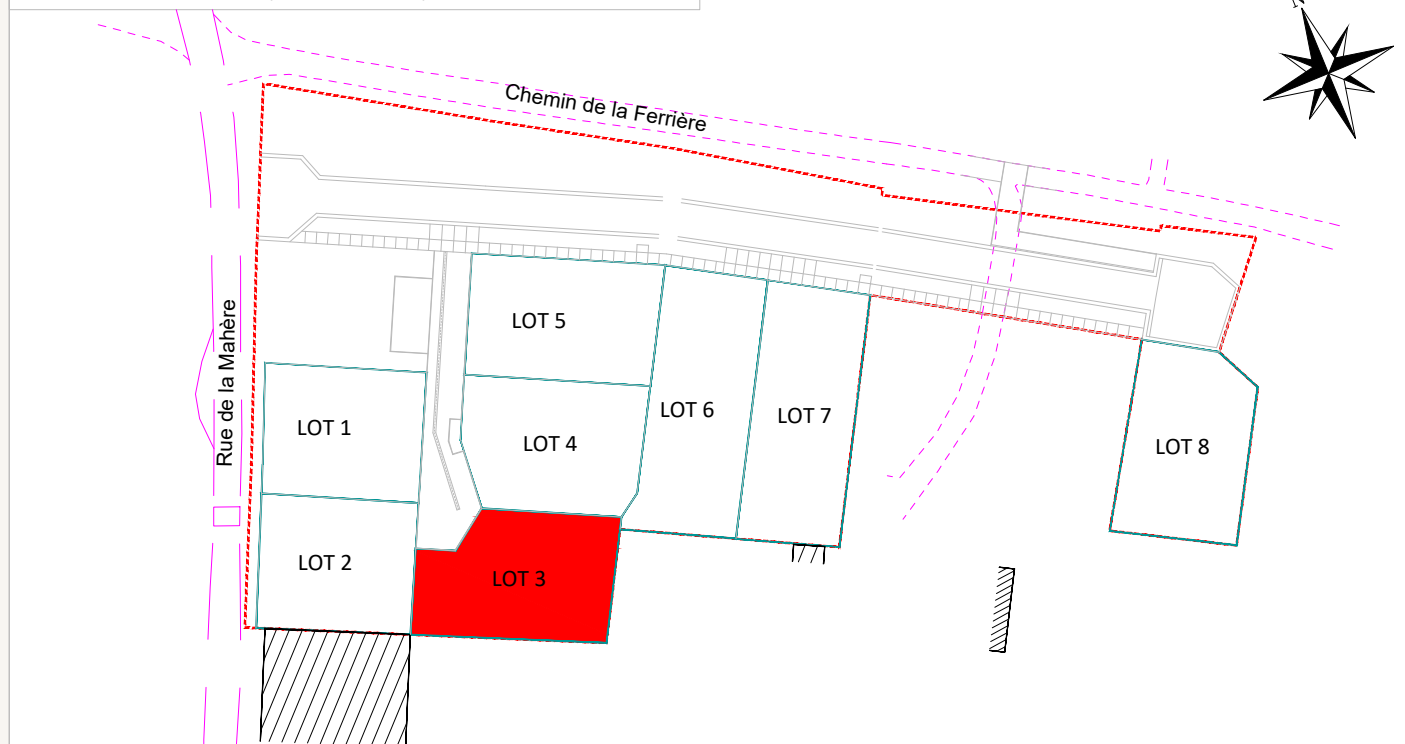 N
Chemin de la Ferrière
Rue de la Mahère
LOT 5
LOT 6
LOT 7
LOT 1
LOT 4
LOT 8
LOT 2
LOT 3